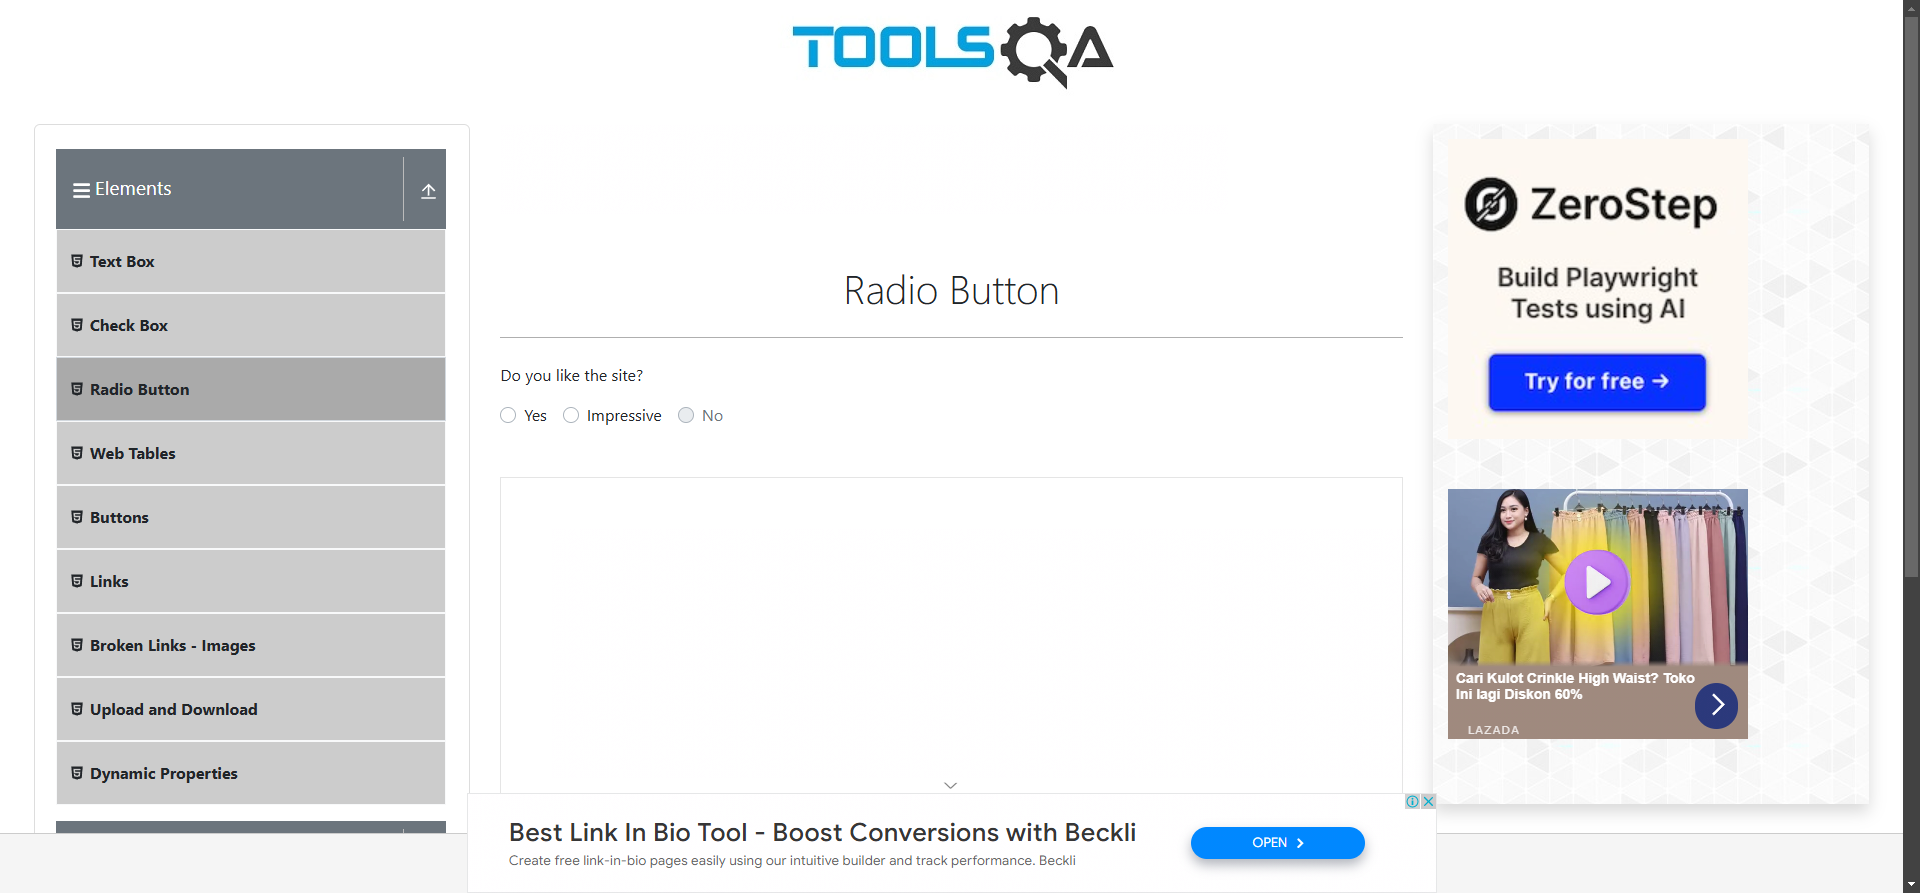 TOOLSQA
Elements
Text Box
Check Box
Radio Button
Web Tables
Buttons
Links
Broken Links - Images
Upload and Download
Dynamic Properties
Radio Button
Do you like the site?
Yes
Impressive
No
ZeroStep
Build Playwright
Tests using AI
Try for free →
Cari Kulot Crinkle High Waist? Toko
Ini lagi Diskon 60%
LAZADA
Best Link In Bio Tool - Boost Conversions with Beckli
Create free link-in-bio pages easily using our intuitive builder and track performance. Beckli
OPEN